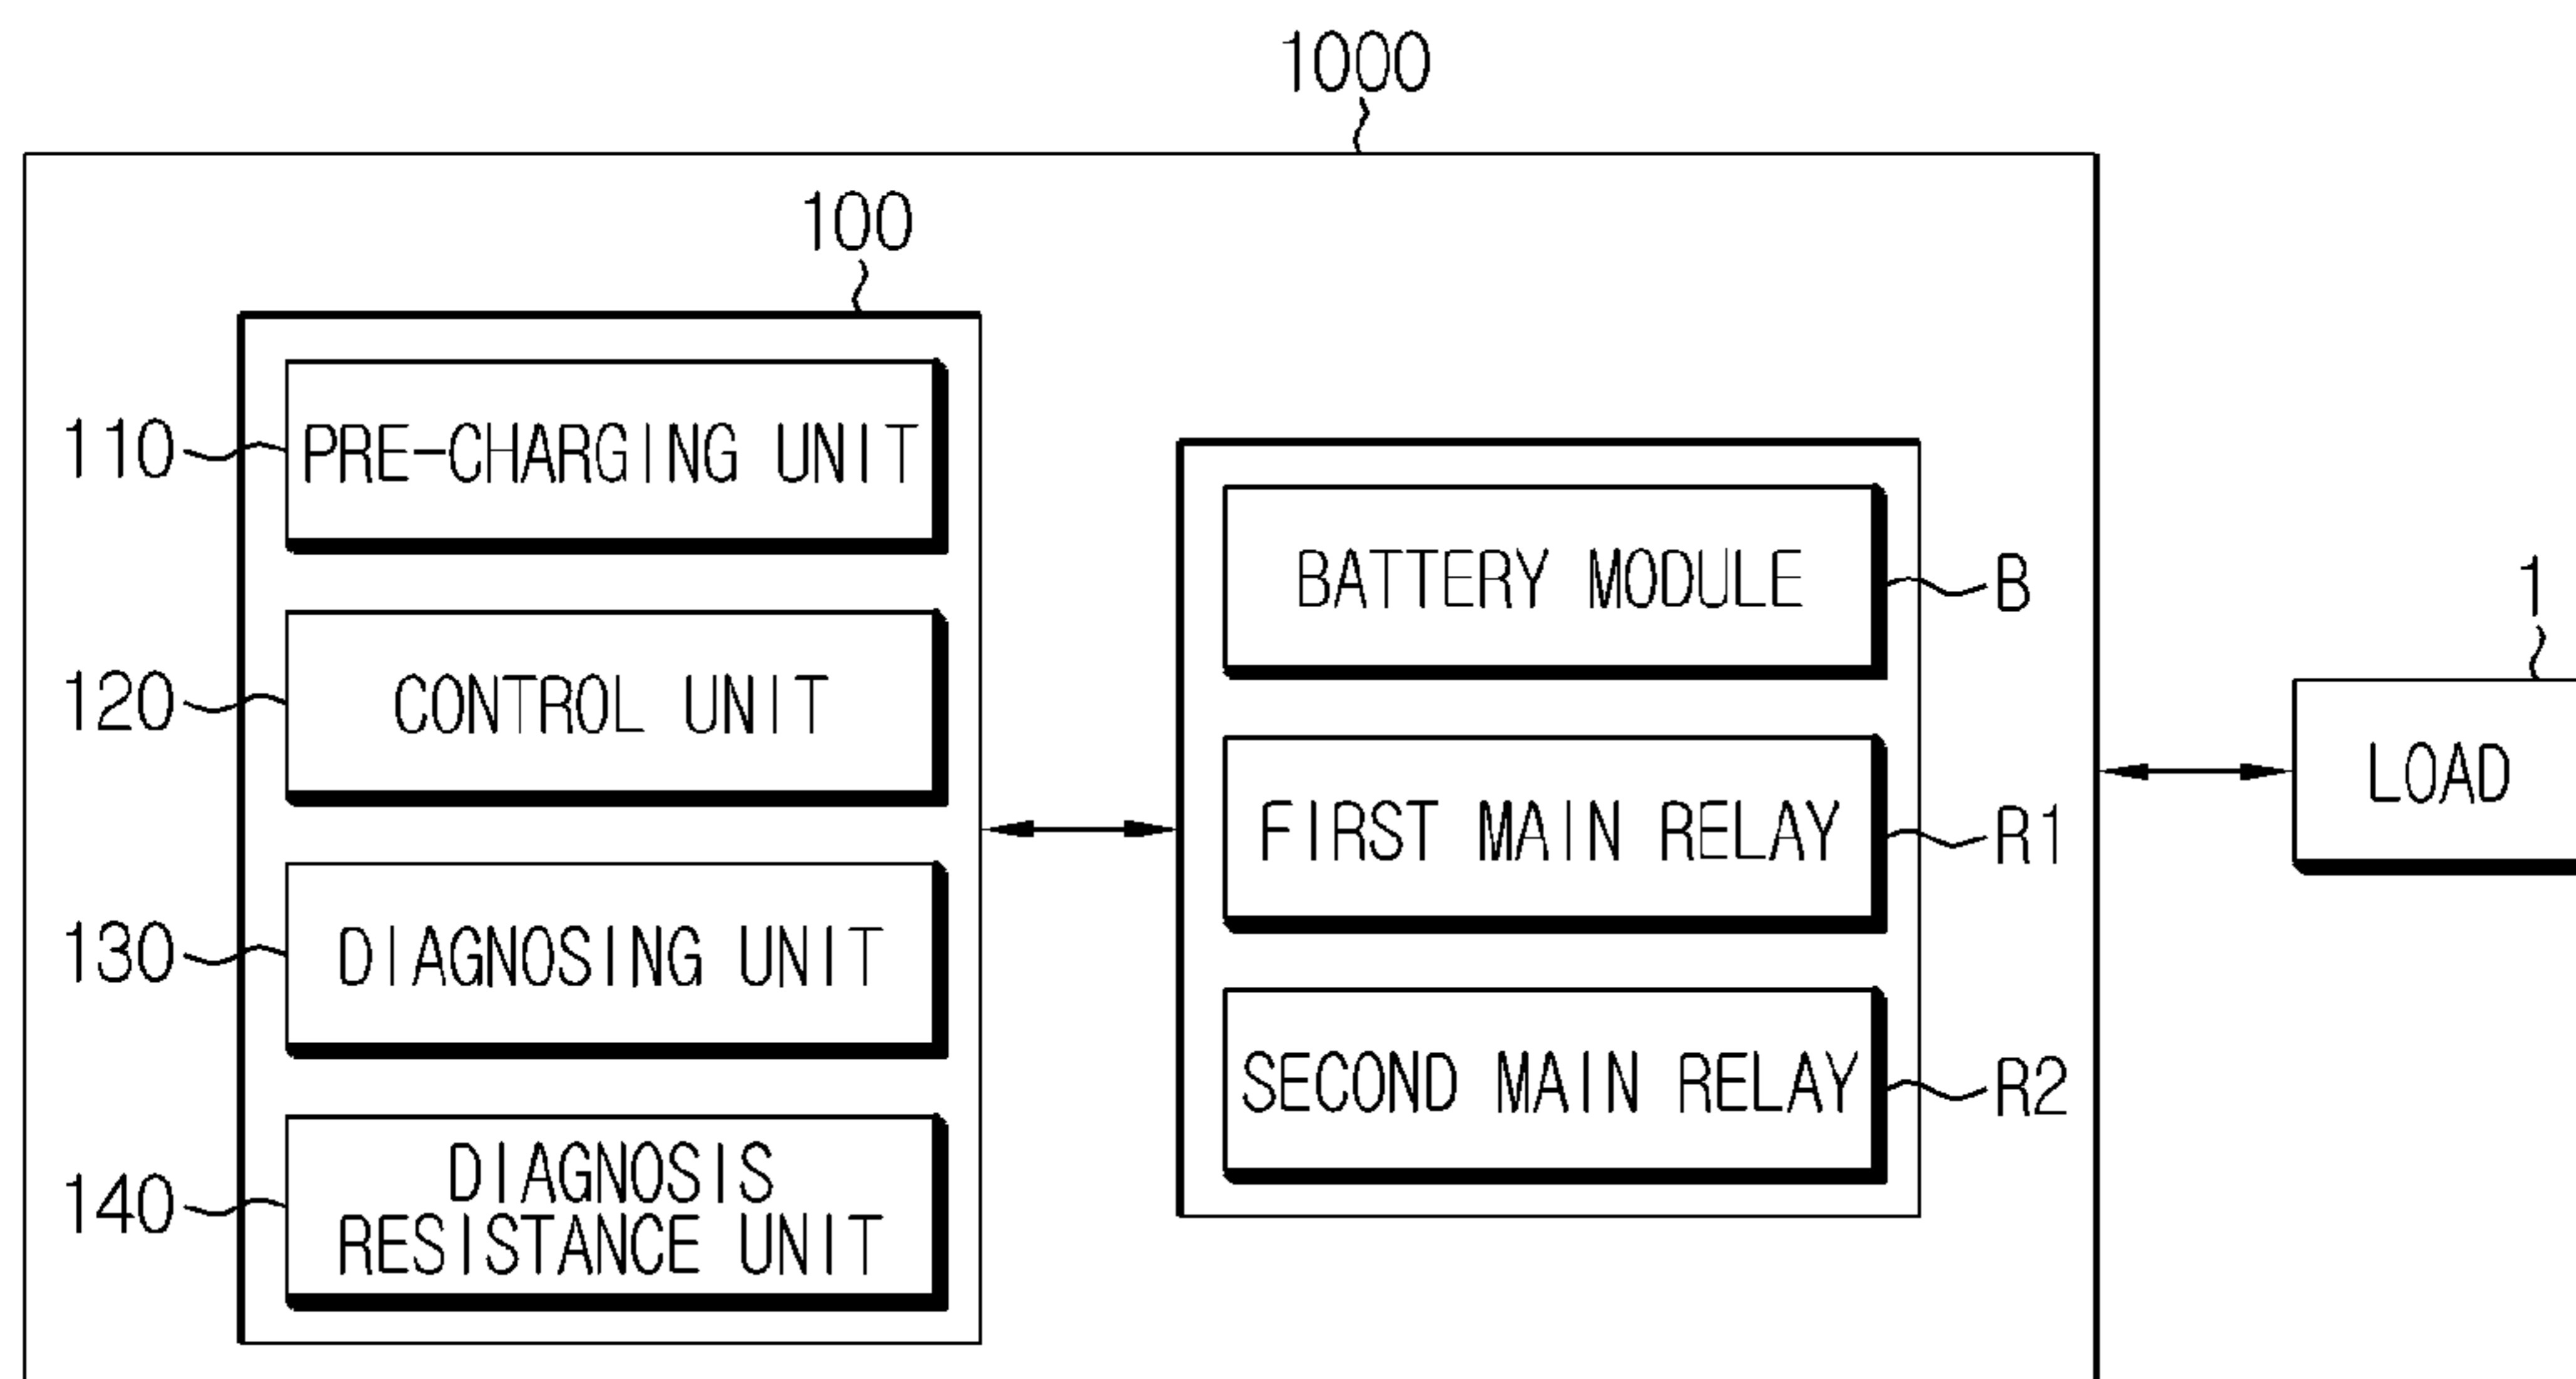 1000
100
110
PRE-CHARGING UNIT
120
CONTROL UNIT
130
DIAGNOSING UNIT
140
DIAGNOSIS
RESISTANCE UNIT
BATTERY MODULE
B
FIRST MAIN RELAY
R1
SECOND MAIN RELAY
R2
1
LOAD